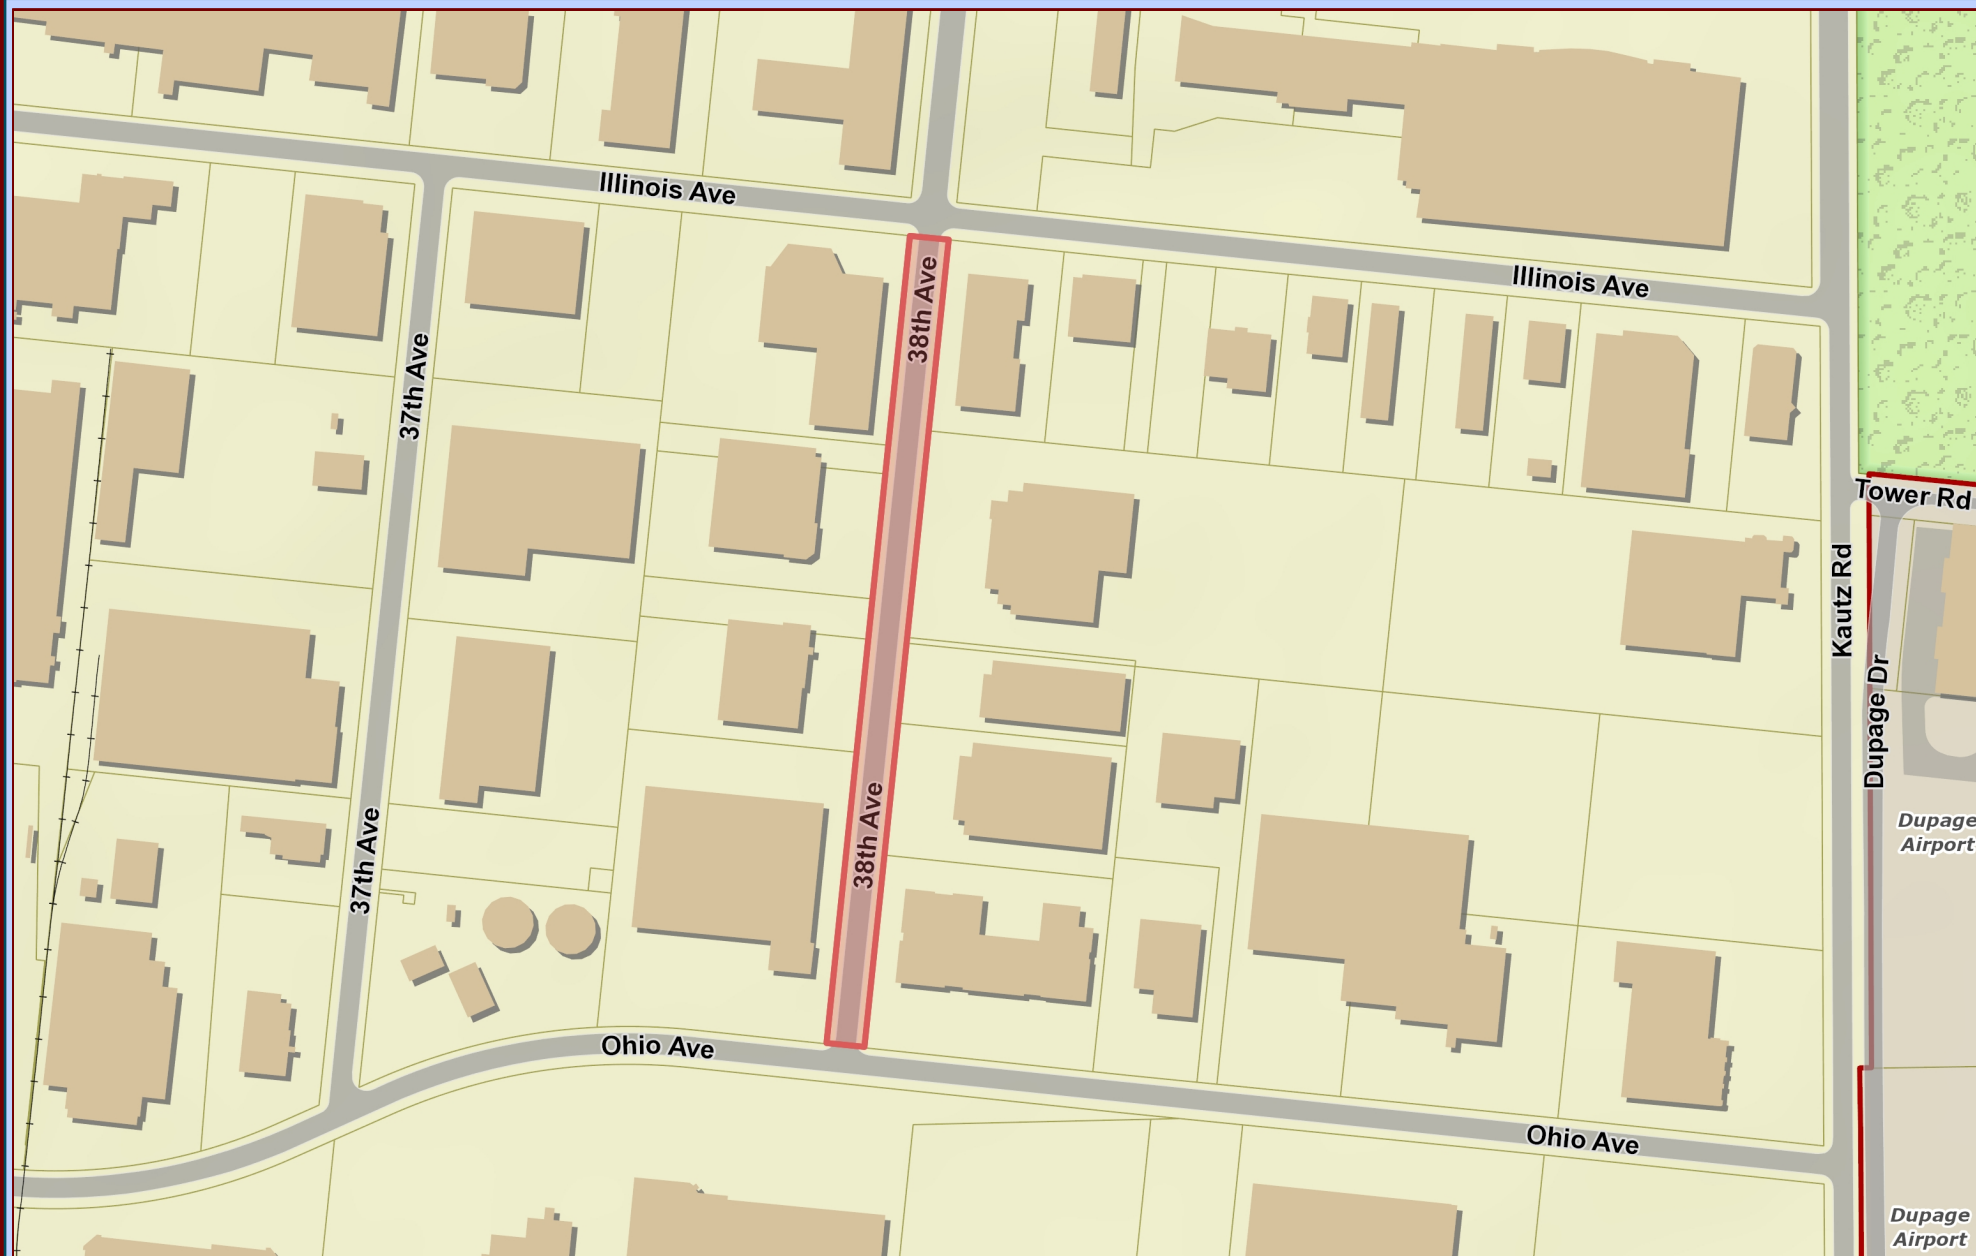 Illinois Ave
Illinois Ave
38th Ave
37th Ave
Tower Rd
Kautz Rd
Dupage Dr
38th Ave
37th Ave
Dupage
Airport
Ohio Ave
Ohio Ave
Dupage
Airport